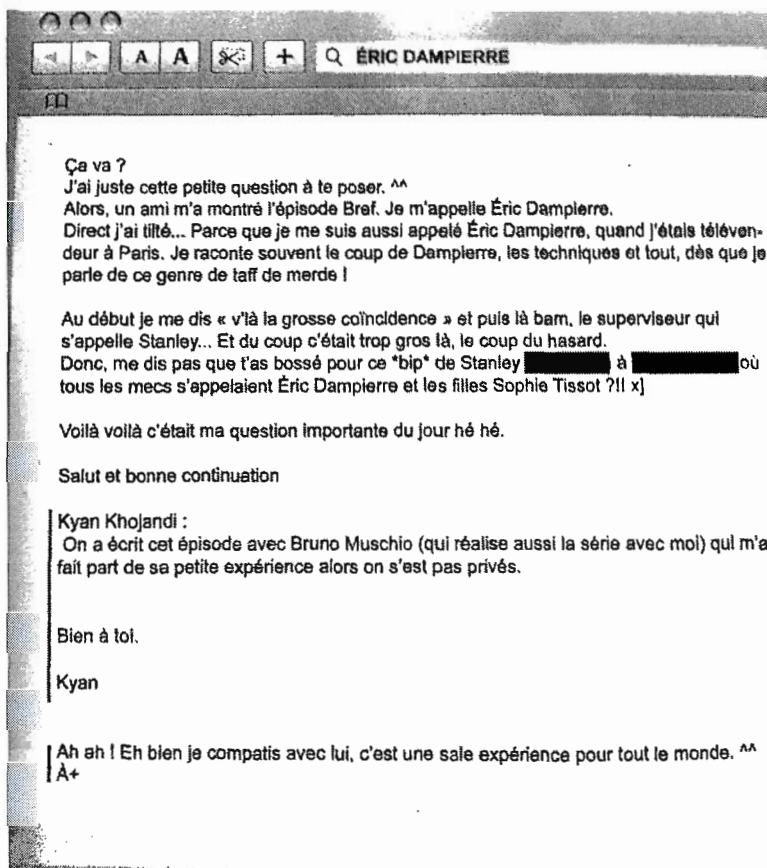 A A + ÉRIC DAMPIERRE
Ça va ?
J'ai juste cette petite question à te poser. ^^
Alors, un ami m'a montré l'épisode Bref. Je m'appelle Éric Dampierre.
Direct j'ai tilté... Parce que je me suis aussi appelé Éric Dampierre, quand j'étais téléven-
deur à Paris. Je raconte souvent le coup de Dampierre, les techniques et tout, dès que je
parle de ce genre de taff de merde !
Au début je me dis « v'là la grosse coïncidence » et puis là bam, le superviseur qui
s'appelle Stanley... Et du coup c'était trop gros là, le coup du hasard.
Donc, me dis pas que t'as bossé pour ce *bip* de Stanley à où
tous les mecs s'appelaient Éric Dampierre et les filles Sophie Tissot ?!! x]
Voilà voilà c'était ma question importante du jour hé hé.
Salut et bonne continuation
Kyan Khojandi :
On a écrit cet épisode avec Bruno Muschio (qui réalise aussi la série avec moi) qui m'a
fait part de sa petite expérience alors on s'est pas privés.
Bien à toi.
Kyan
Ah ah ! Eh bien je compatis avec lui, c'est une sale expérience pour tout le monde. ^^
À+